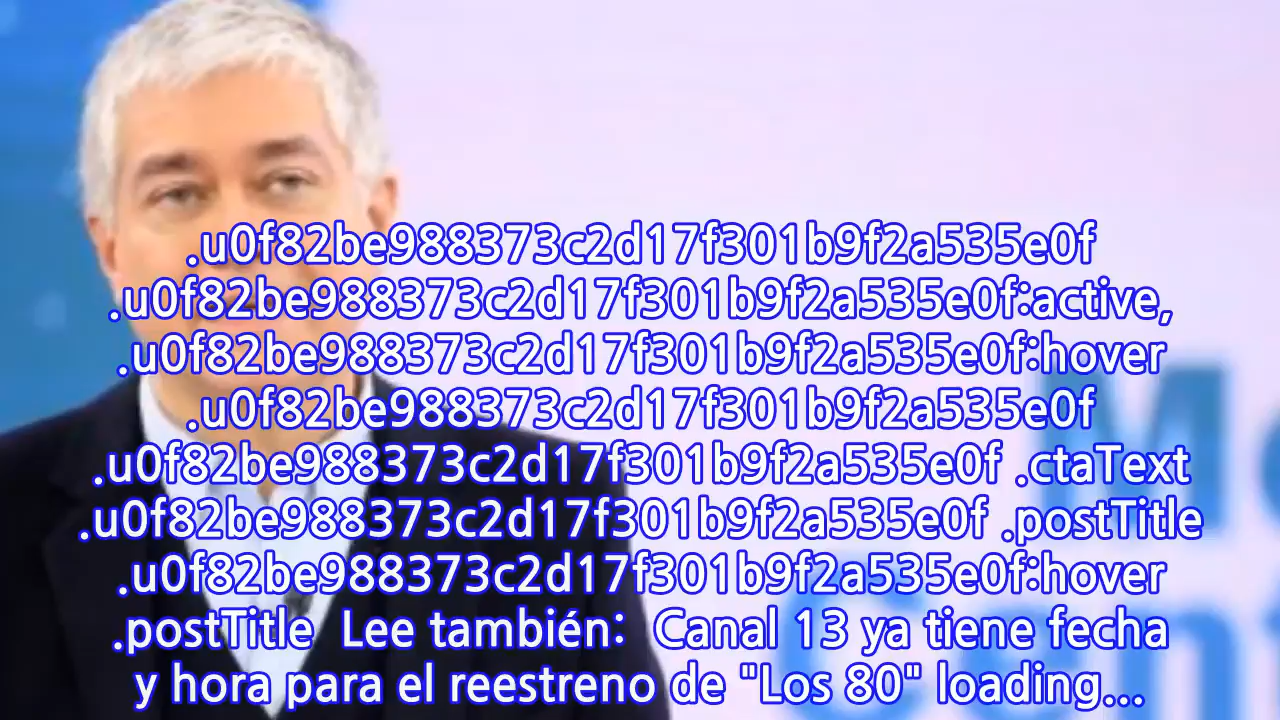 .u0f82be988373c2d17f301b9f2a535e0f
.u0f82be988373c2d17f301b9f2a535e0f:active,
.u0f82be988373c2d17f301b9f2a535e0f:hover
.u0f82be988373c2d17f301b9f2a535e0f
.u0f82be988373c2d17f301b9f2a535e0f .ctaText
.u0f82be988373c2d17f301b9f2a535e0f .postTitle
.u0f82be988373c2d17f301b9f2a535e0f:hover
.postTitle  Lee también:  Canal 13 ya tiene fecha
y hora para el reestreno de "Los 80" loading...